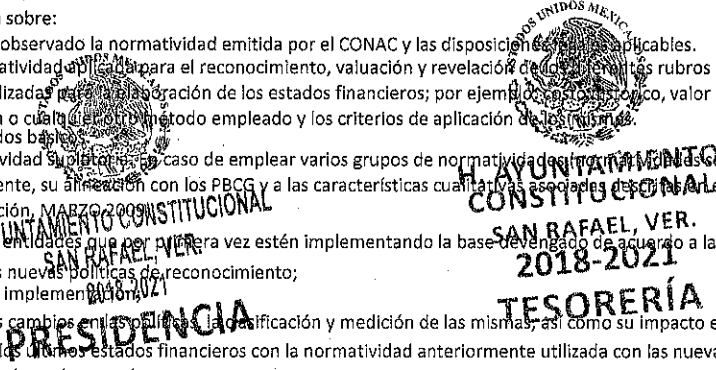 sobre:
observado la normatividad emitida por el CONAC y las disposiciones legales aplicables.
atividad aplicada para el reconocimiento, valuación y revelación de los diferentes rubros
lizadas para la elaboración de los estados financieros; por ejemplo: costo histórico, valor
o cualquier otro método empleado y los criterios de aplicación de los mismos.
dos básicos
vidad supletoria. En caso de emplear varios grupos de normatividades
ente, su alineación con los PBCG y a las características cualitativas asociadas descritas en
ción, MARZO 2009
entidades que por primera vez estén implementando la base devengado de acuerdo a la
nuevas políticas de reconocimiento;
implementación;
cambios en las políticas, la clasificación y medición de las mismas, así como su impacto e
los últimos estados financieros con la normatividad anteriormente utilizada con las nueva
UNTAMIENTO CONSTITUCIONAL
SAN RAFAEL, VER.
2018-2021
PRESIDENCIA
ESTADOS UNIDOS MEXIC
H. AYUNTAMIENTO
CONSTITUCIONAL
SAN RAFAEL, VER.
2018-2021
TESORERÍA